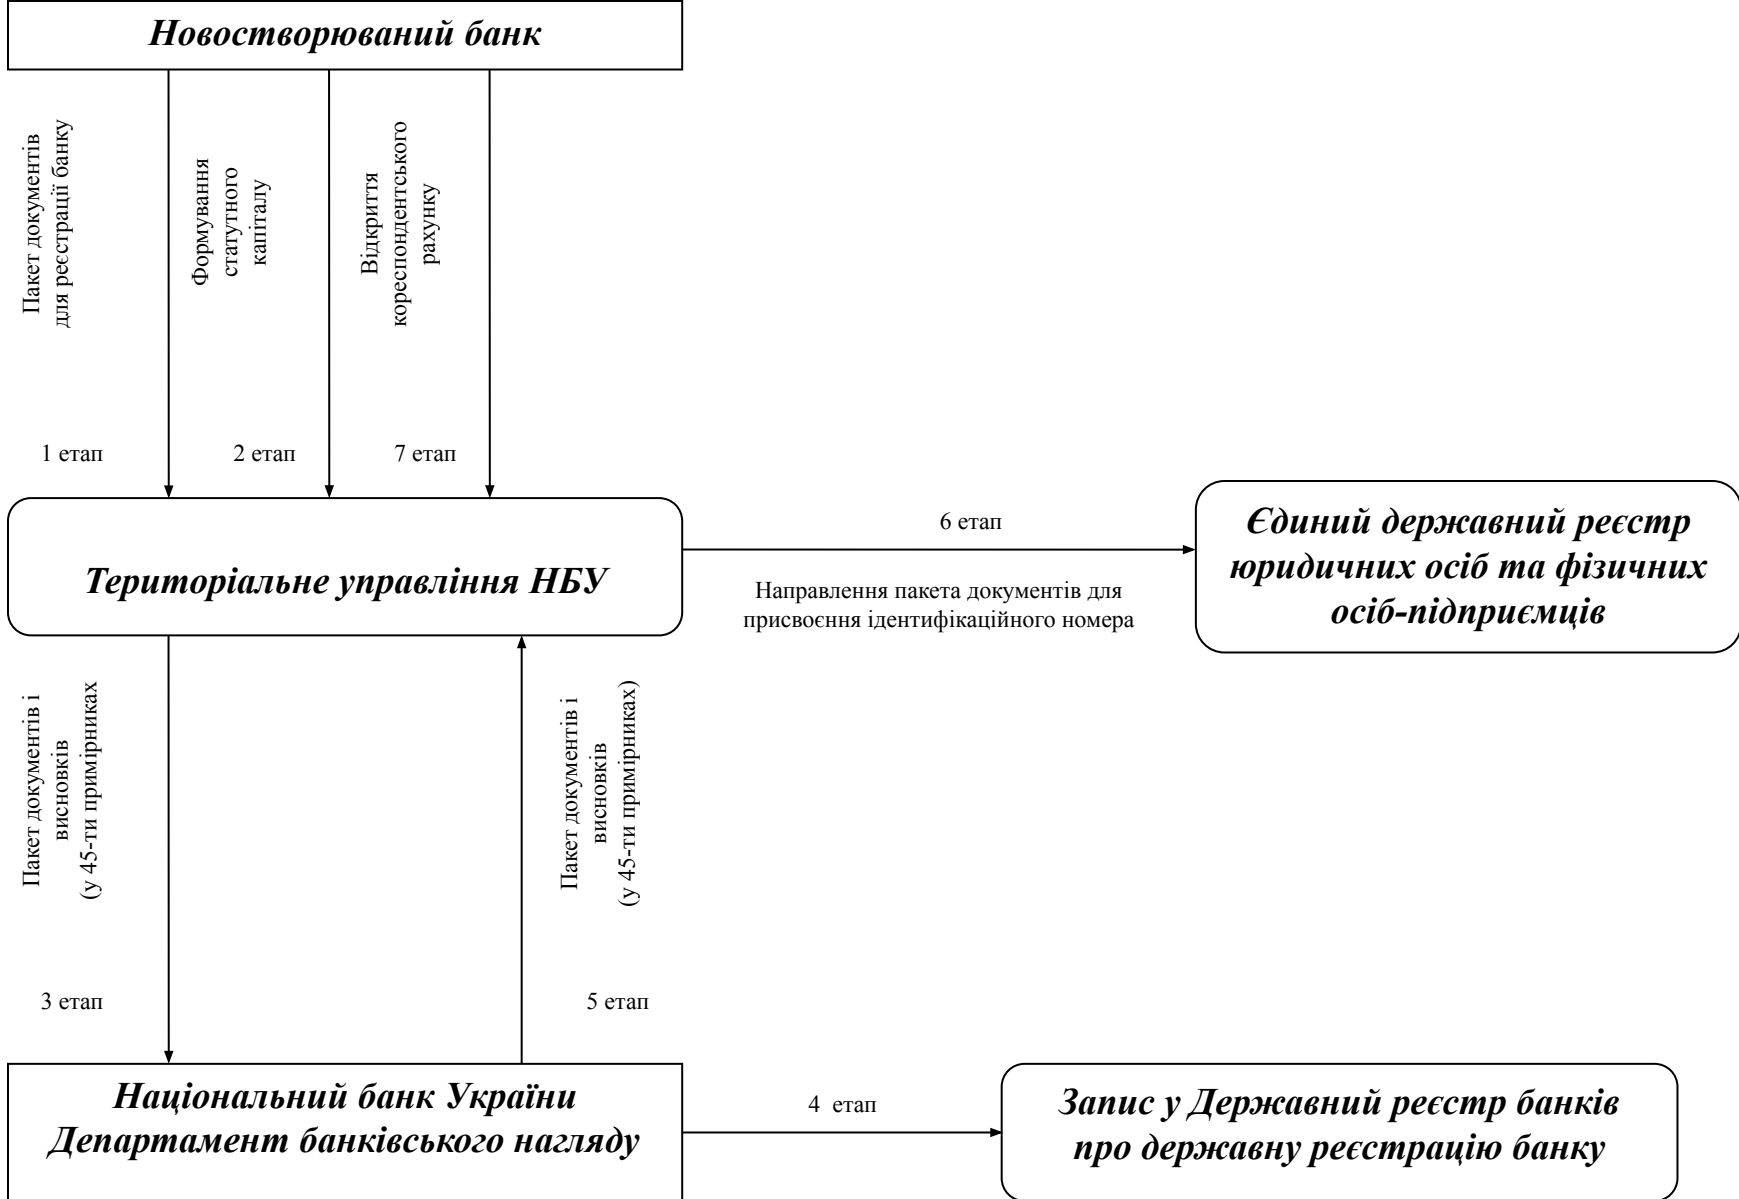 Новостворюваний банк
Пакет документів
для реєстрації банку
Формування
статутного
капіталу
Відкриття
кореспондентського
рахунку
1 етап
2 етап
7 етап
Територіальне управління НБУ
6 етап
Направлення пакета документів для
присвоєння ідентифікаційного номера
Єдиний державний реєстр
юридичних осіб та фізичних
осіб-підприємців
Пакет документів і
висновків
(у 45-ти примірниках
Пакет документів і
висновків
(у 45-ти примірниках)
3 етап
5 етап
Національний банк України
Департамент банківського нагляду
4 етап
Запис у Державний реєстр банків
про державну реєстрацію банку